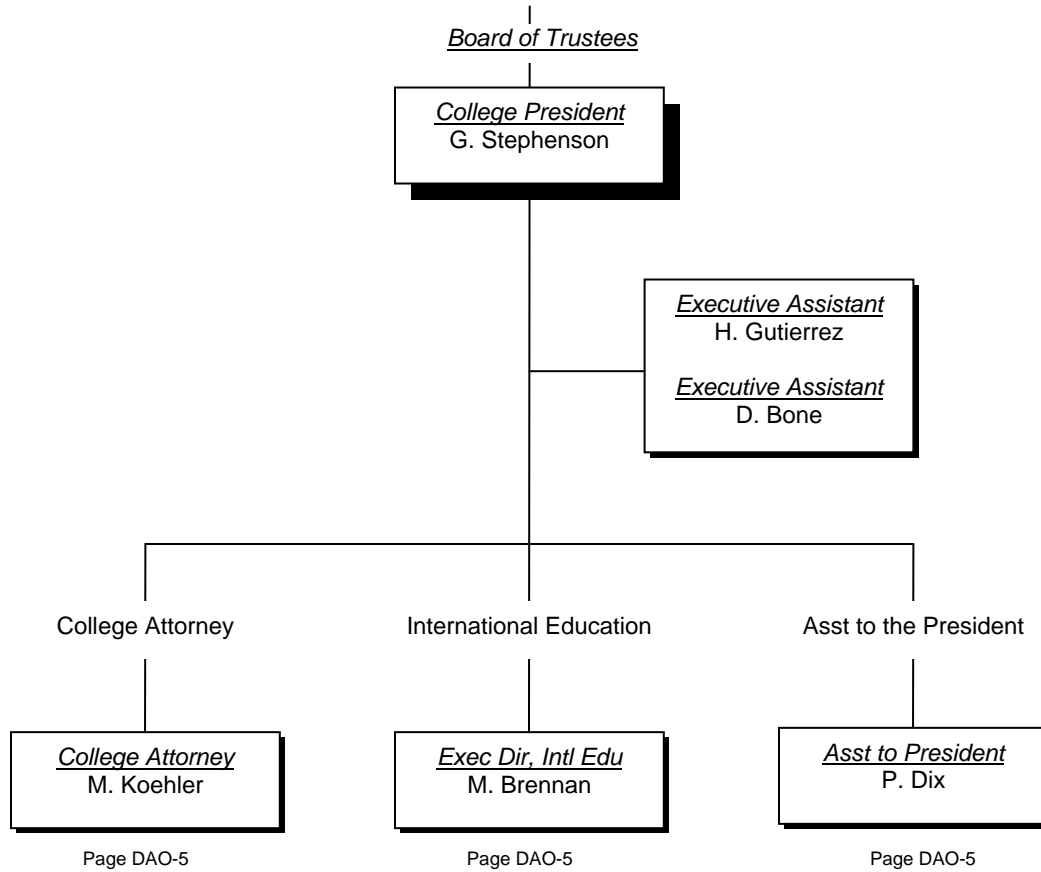 Board of Trustees
College President
G. Stephenson
Executive Assistant
H. Gutierrez
Executive Assistant
D. Bone
College Attorney
International Education
Asst to the President
College Attorney
M. Koehler
Exec Dir, Intl Edu
M. Brennan
Asst to President
P. Dix
Page DAO-5
Page DAO-5
Page DAO-5